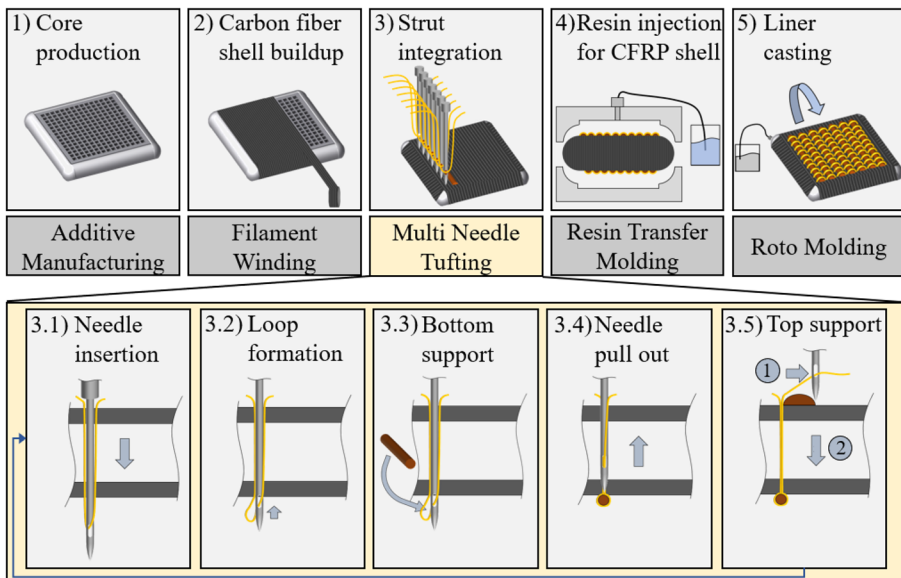 1) Core
production
2) Carbon fiber
shell buildup
3) Strut
integration
4) Resin injection
for CFRP shell
5) Liner
casting
Additive
Manufacturing
Filament
Winding
Multi Needle
Tufting
Resin Transfer
Molding
Roto Molding
3.1) Needle
insertion
3.2) Loop
formation
3.3) Bottom
support
3.4) Needle
pull out
3.5) Top support
1
2